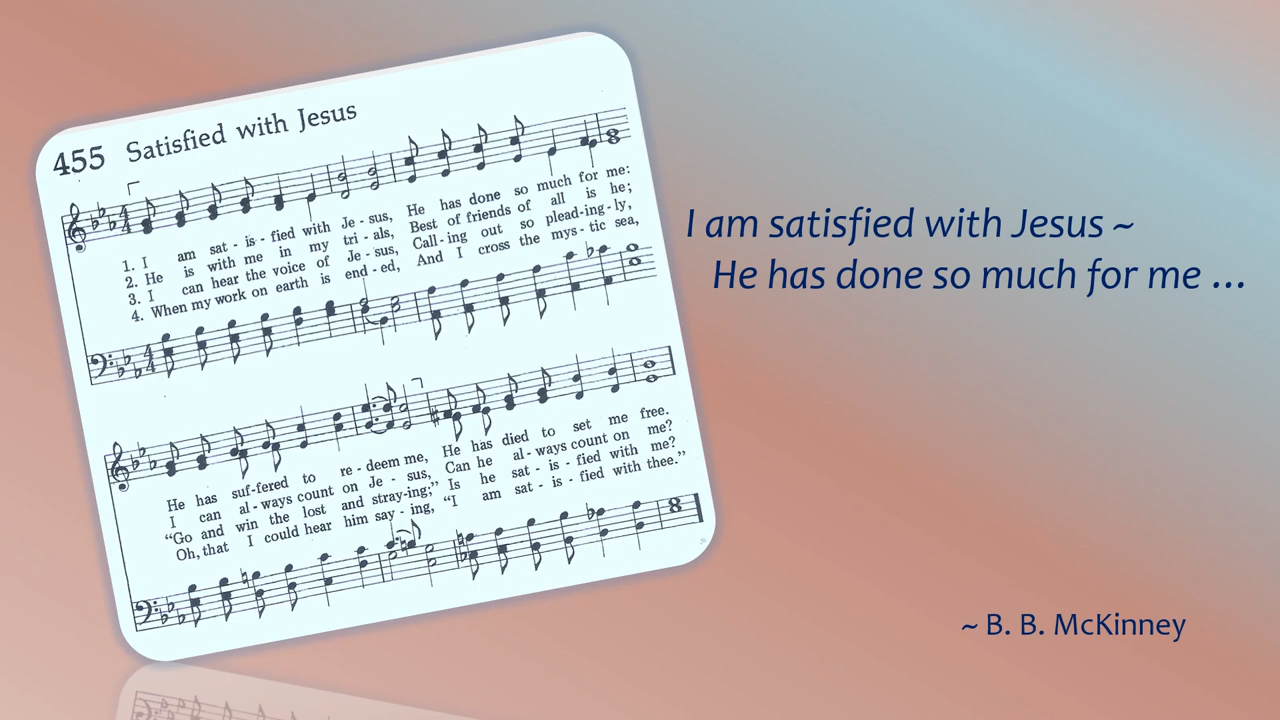 455 Satisfied with Jesus
1. I am sat - is - fied with Je - sus, He has done so much for me:
2. He is with me in my tri - als, Best of friends of all is he;
3. I can hear the voice of Je - sus, Call - ing out so plead - ing - ly,
4. When my work on earth is end - ed, And I cross the mys - tic sea,
He has suf - fered to re - deem me, He has died to set me free.
I can al - ways count on Je - sus, Can he al - ways count on me?
“Go and win the lost and stray - ing;” Is he sat - is - fied with me?
Oh, that I could hear him say - ing, “I am sat - is - fied with thee.”
I am satisfied with Jesus ~
He has done so much for me ...
~ B. B. McKinney